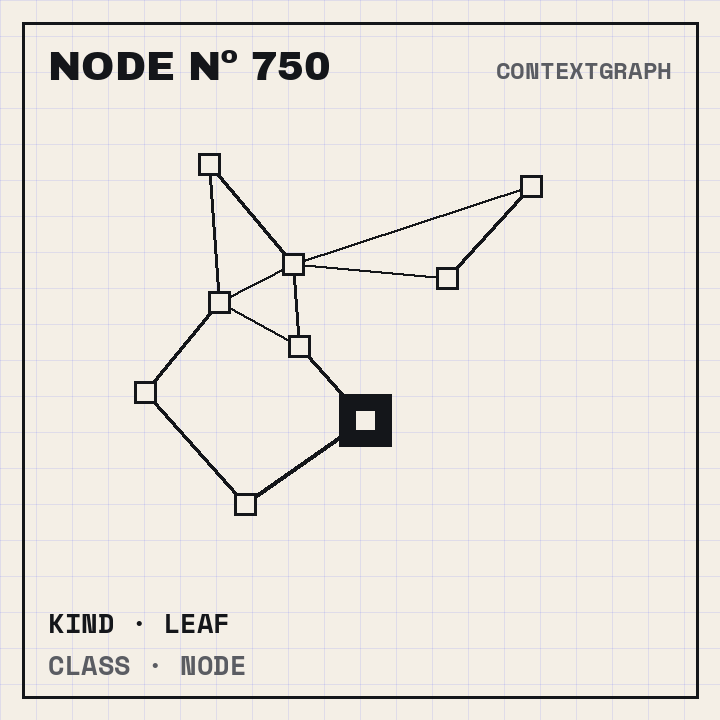 NODE Nº 750
CONTEXTGRAPH
KIND · LEAF
CLASS · NODE